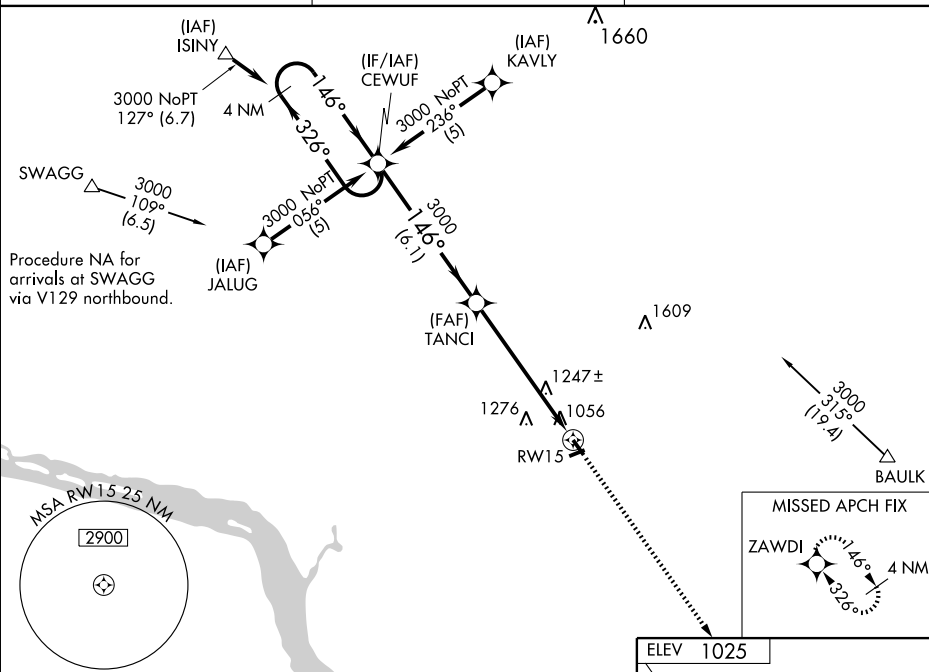 1660
(IAF)
ISINY
(IF/IAF)
CEWUF
(IAF)
KAVLY
3000 NoPT
127° (6.7)
4 NM
146°
326°
3000 NoPT
236°
(5)
SWAGG
3000
109°
(6.5)
3000 NoPT
056°
(5)
(IAF)
JALUG
3000
146°
(6.1)
Procedure NA for
arrivals at SWAGG
via V129 northbound.
(FAF)
TANCI
1609
1247±
1276
1056
RW15
3000
315°
(19.4)
BAULK
MSA RW15 25 NM
2900
MISSED APCH FIX
ZAWDI
146°
326°
4 NM
ELEV 1025